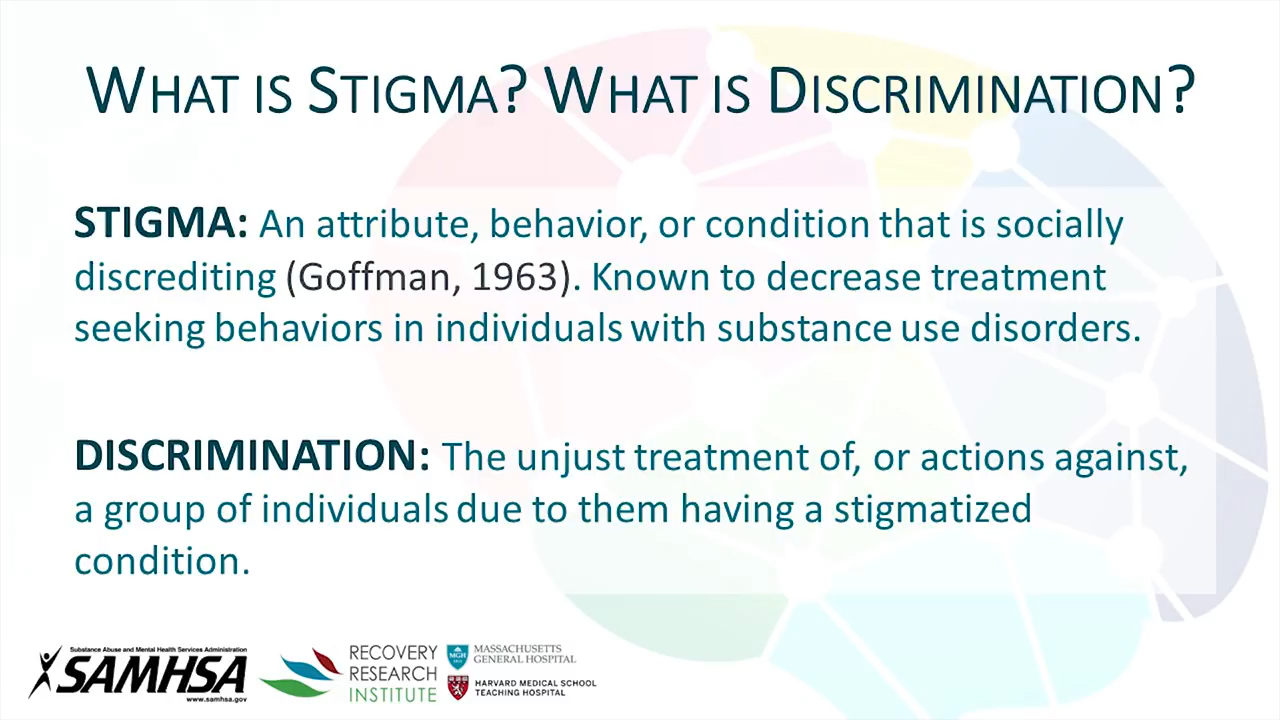 WHAT IS STIGMA? WHAT IS DISCRIMINATION?
STIGMA: An attribute, behavior, or condition that is socially
discrediting (Goffman, 1963). Known to decrease treatment
seeking behaviors in individuals with substance use disorders.
DISCRIMINATION: The unjust treatment of, or actions against,
a group of individuals due to them having a stigmatized
condition.
Substance Abuse and Mental Health Services Administration
SAMHSA
www.samhsa.gov
RECOVERY
RESEARCH
INSTITUTE
MGH
1811
MASSACHUSETTS
GENERAL HOSPITAL
HARVARD MEDICAL SCHOOL
TEACHING HOSPITAL